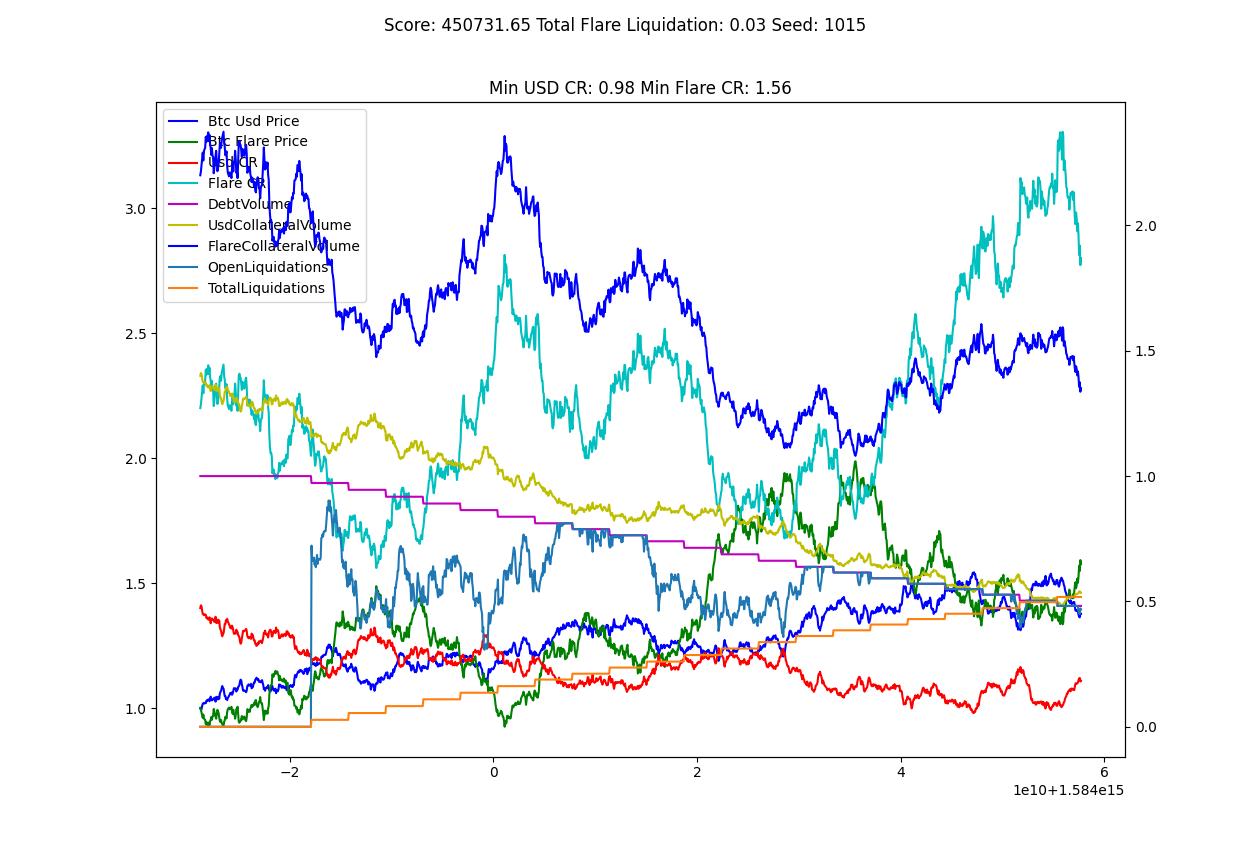 Score: 450731.65 Total Flare Liquidation: 0.03 Seed: 1015
Min USD CR: 0.98 Min Flare CR: 1.56
Btc Usd Price
Btc Flare Price
Usd CR
Flare CR
DebtVolume
UsdCollateralVolume
FlareCollateralVolume
OpenLiquidations
TotalLiquidations
3.0
2.5
2.0
1.5
1.0
2.0
1.5
1.0
0.5
0.0
−2
0
2
4
6
1e10+1.584e15